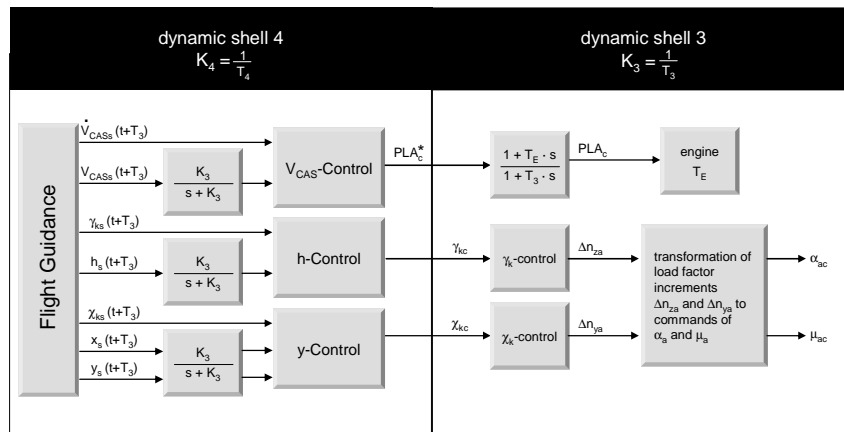 dynamic shell 4
K₄ = 1/T₄
dynamic shell 3
K₃ = 1/T₃
Flight Guidance
V̇CASs (t+T₃)
VCASs (t+T₃)
K₃
s + K₃
VCAS-Control
PLA*c
1 + TE · s
1 + T₃ · s
PLAc
engine
TE
γks (t+T₃)
hs (t+T₃)
K₃
s + K₃
h-Control
γkc
γk-control
Δnza
χks (t+T₃)
xs (t+T₃)
ys (t+T₃)
K₃
s + K₃
y-Control
χkc
χk-control
Δnya
transformation of
load factor
increments
Δnza and Δnya to
commands of
αa and μa
αac
μac